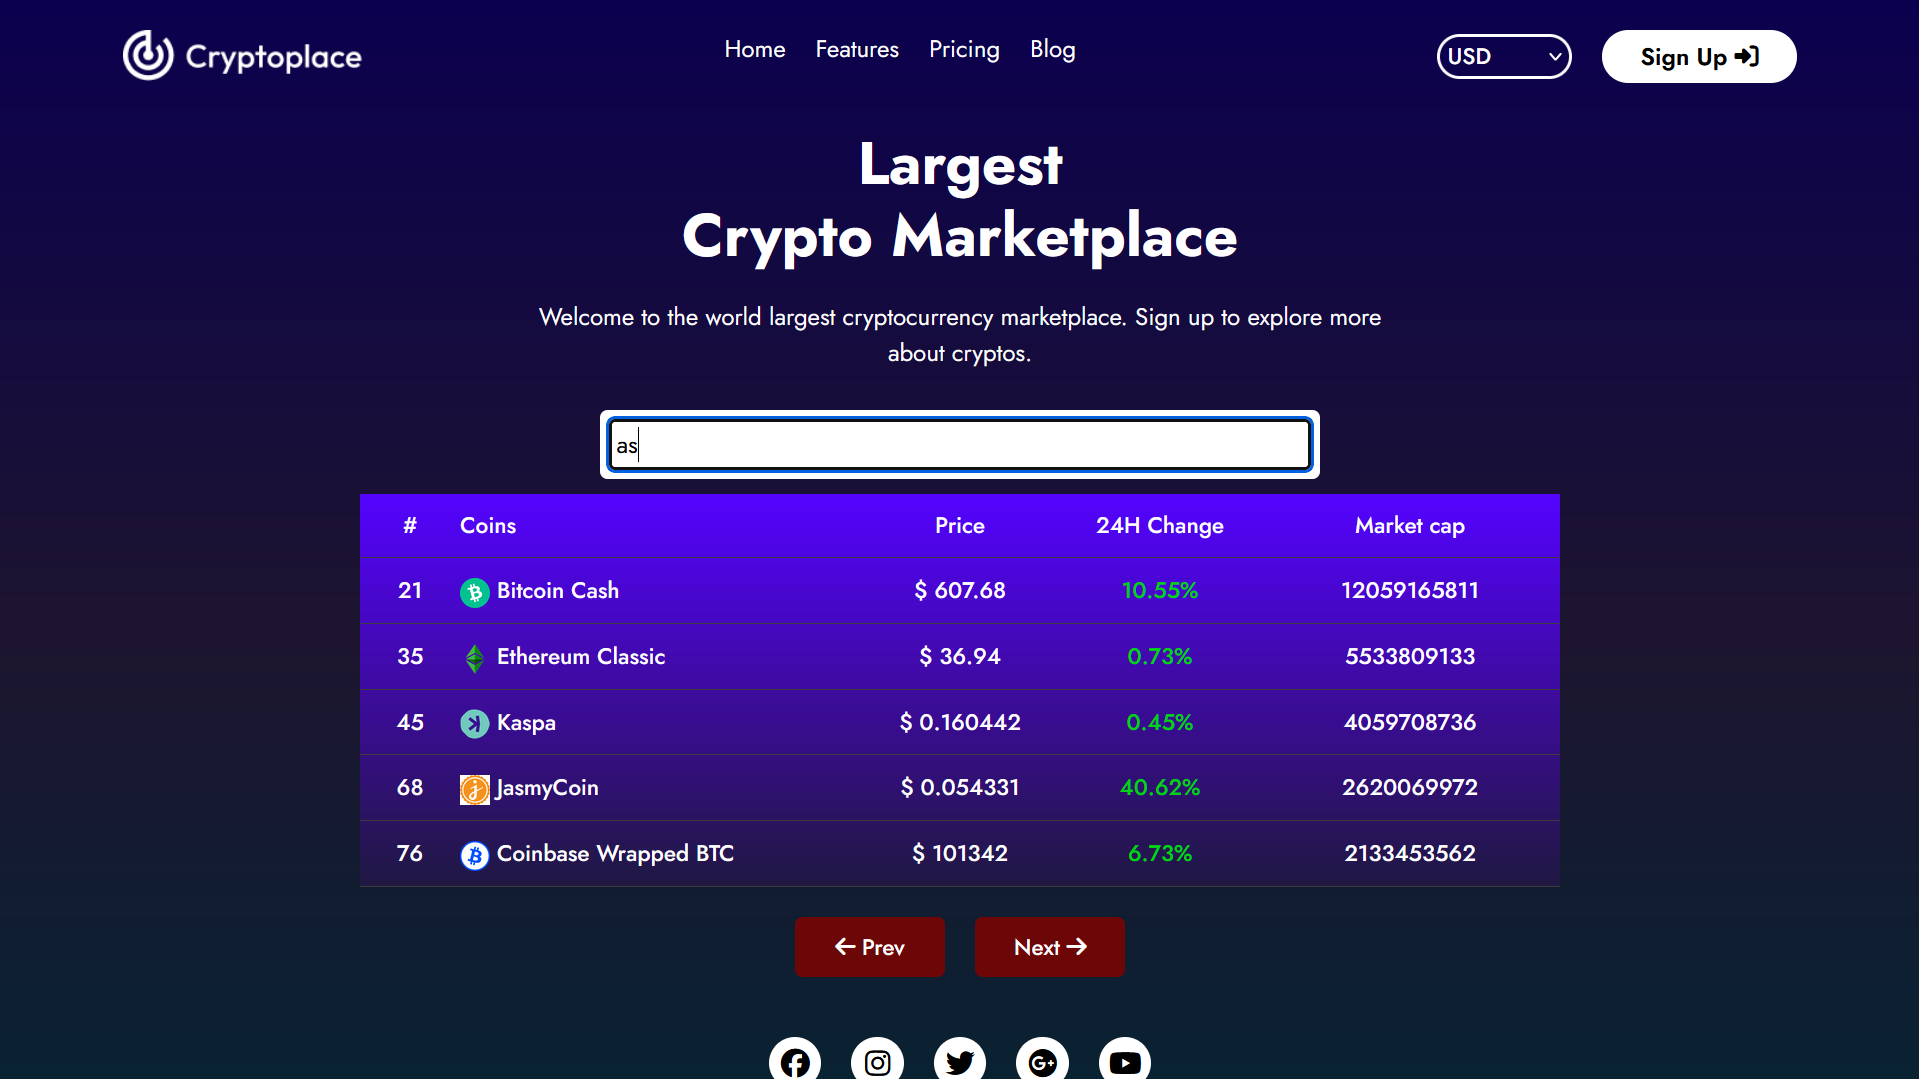 Cryptoplace
Home Features Pricing Blog
USD
Sign Up
Largest
Crypto Marketplace
Welcome to the world largest cryptocurrency marketplace. Sign up to explore more
about cryptos.
as
# Coins Price 24H Change Market cap
21 Bitcoin Cash $ 607.68 10.55% 12059165811
35 Ethereum Classic $ 36.94 0.73% 5533809133
45 Kaspa $ 0.160442 0.45% 4059708736
68 JasmyCoin $ 0.054331 40.62% 2620069972
76 Coinbase Wrapped BTC $ 101342 6.73% 2133453562
Prev Next